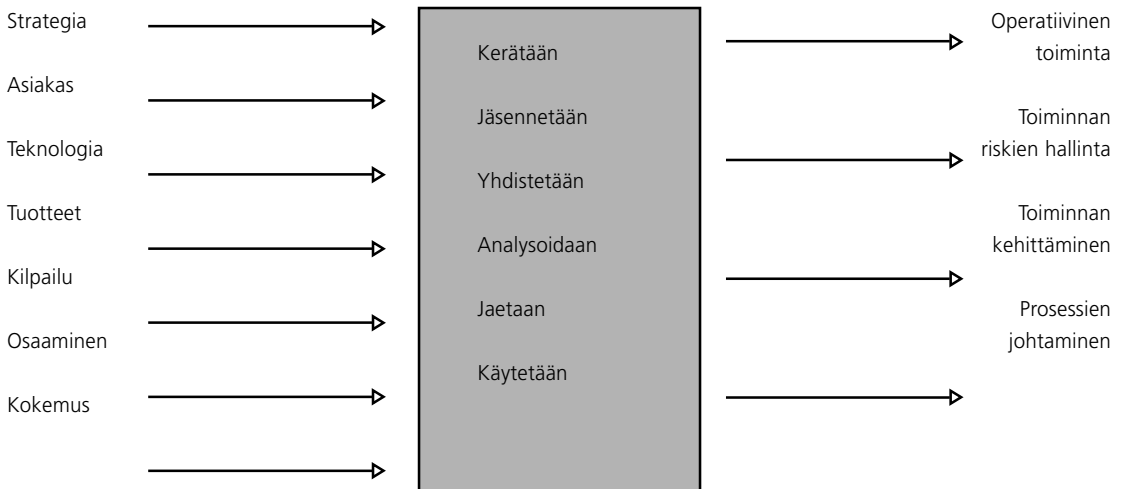 Strategia
Asiakas
Teknologia
Tuotteet
Kilpailu
Osaaminen
Kokemus
Kerätään
Jäsennetään
Yhdistetään
Analysoidaan
Jaetaan
Käytetään
Operatiivinen
toiminta
Toiminnan
riskien hallinta
Toiminnan
kehittäminen
Prosessien
johtaminen